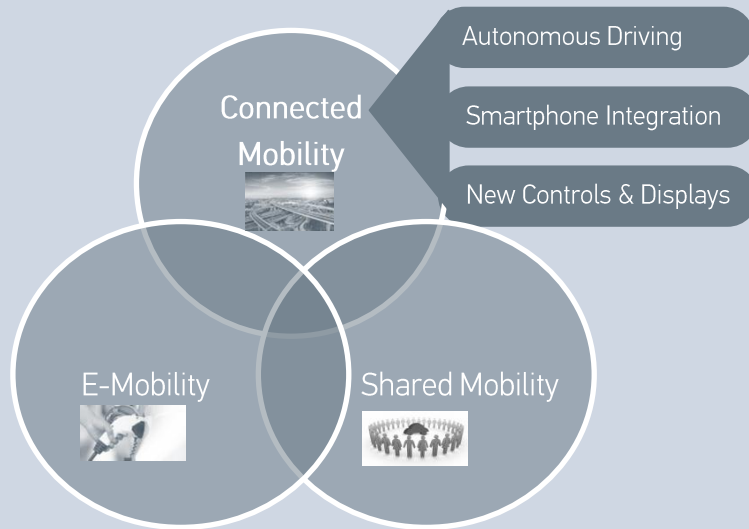 Autonomous Driving
Connected
Mobility
Smartphone Integration
New Controls & Displays
E-Mobility
Shared Mobility